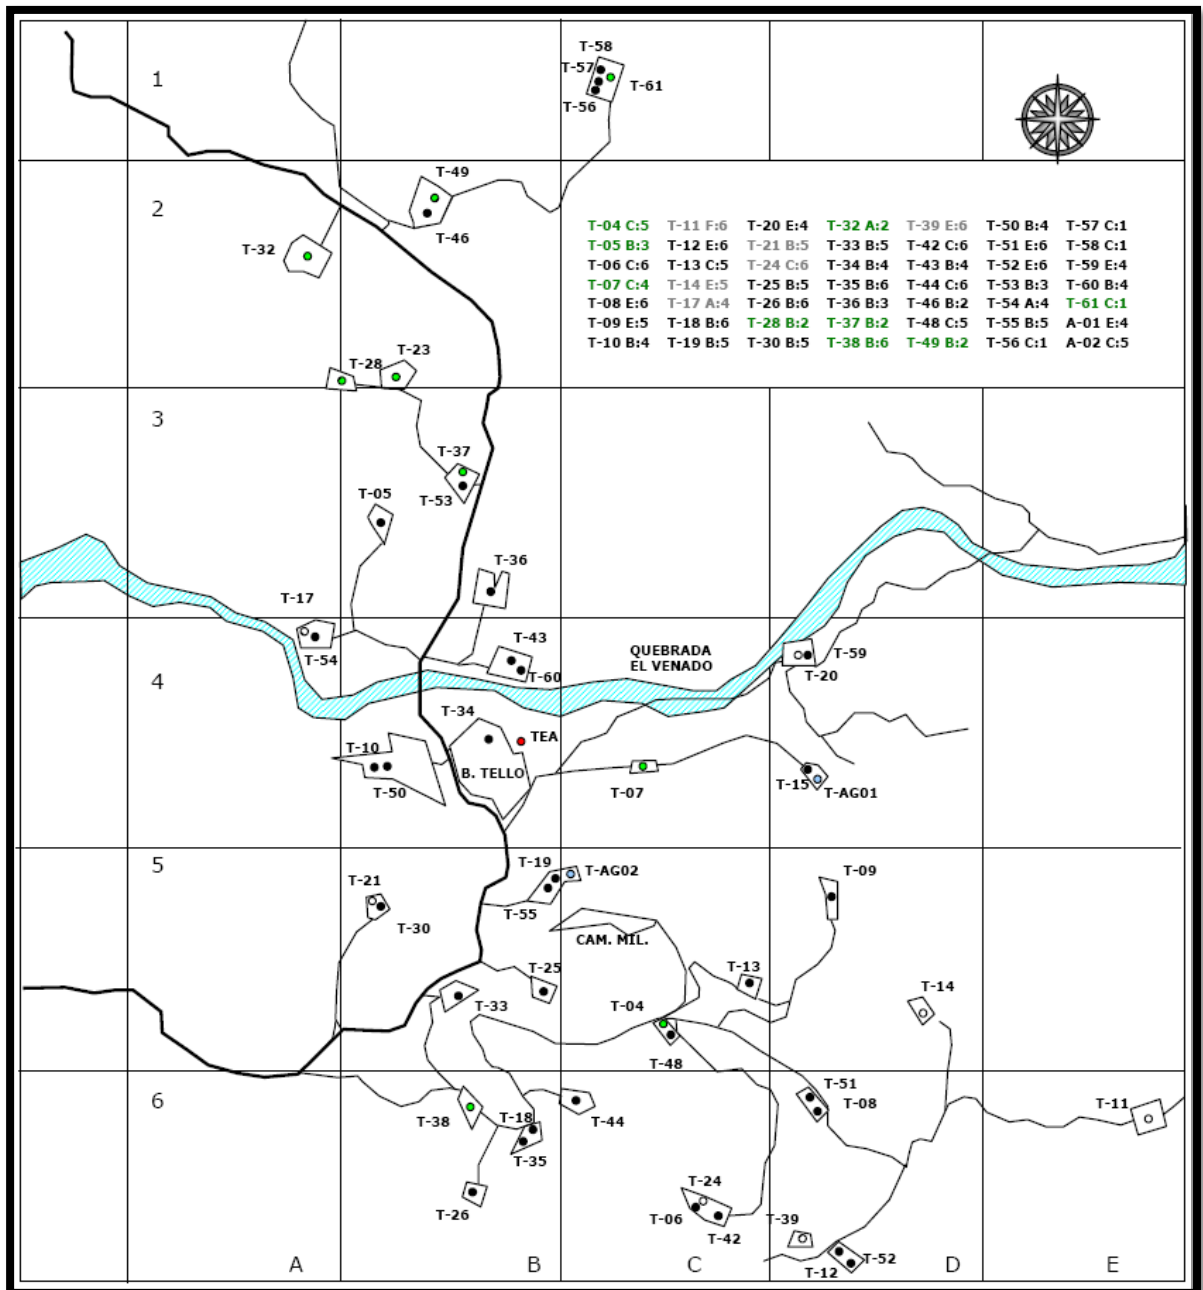 T-58
T-57
1
T-61
T-56
T-49
2
T-46
T-32
T-04 C:5 T-11 F:6 T-20 E:4 T-32 A:2 T-39 E:6 T-50 B:4 T-57 C:1
T-05 B:3 T-12 E:6 T-21 B:5 T-33 B:5 T-42 C:6 T-51 E:6 T-58 C:1
T-06 C:6 T-13 C:5 T-24 C:6 T-34 B:4 T-43 B:4 T-52 E:6 T-59 E:4
T-07 C:4 T-14 E:5 T-25 B:5 T-35 B:6 T-44 C:6 T-53 B:3 T-60 B:4
T-08 E:6 T-17 A:4 T-26 B:6 T-36 B:3 T-46 B:2 T-54 A:4 T-61 C:1
T-09 E:5 T-18 B:6 T-28 B:2 T-37 B:2 T-48 C:5 T-55 B:5 A-01 E:4
T-10 B:4 T-19 B:5 T-30 B:5 T-38 B:6 T-49 B:2 T-56 C:1 A-02 C:5
T-23
T-28
3
T-37
T-05
T-53
T-36
T-17
T-43
T-54
QUEBRADA
EL VENADO
T-59
T-60
T-20
4
T-34
TEA
T-10
B. TELLO
T-50
T-07
T-15
T-AG01
5
T-19
T-AG02
T-09
T-21
T-55
T-30
CAM. MIL.
T-25
T-13
T-14
T-33
T-04
T-48
6
T-51
T-08
T-11
T-38
T-18
T-44
T-35
T-24
T-26
T-06
T-42
T-39
T-52
T-12
A
B
C
D
E